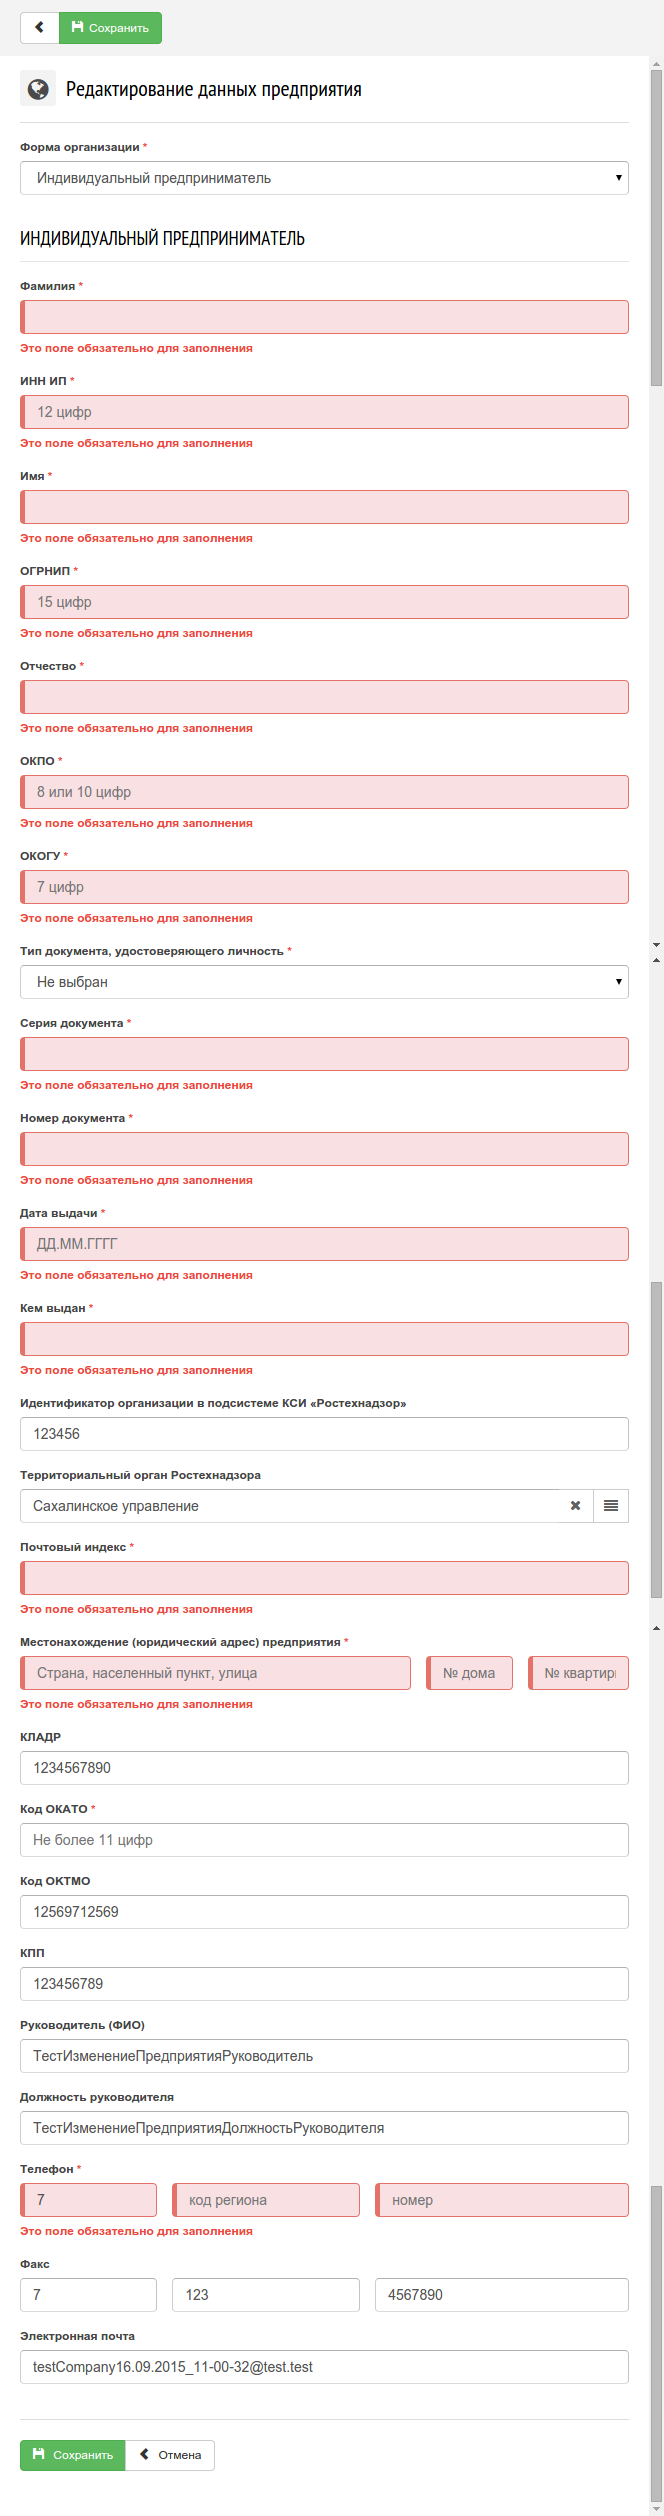 Сохранить
Редактирование данных предприятия
Форма организации *
Индивидуальный предприниматель
ИНДИВИДУАЛЬНЫЙ ПРЕДПРИНИМАТЕЛЬ
Фамилия *
Это поле обязательно для заполнения
ИНН ИП *
12 цифр
Это поле обязательно для заполнения
Имя *
Это поле обязательно для заполнения
ОГРНИП *
15 цифр
Это поле обязательно для заполнения
Отчество *
Это поле обязательно для заполнения
ОКПО *
8 или 10 цифр
Это поле обязательно для заполнения
ОКОГУ *
7 цифр
Это поле обязательно для заполнения
Тип документа, удостоверяющего личность *
Не выбран
Серия документа *
Это поле обязательно для заполнения
Номер документа *
Это поле обязательно для заполнения
Дата выдачи *
ДД.ММ.ГГГГ
Это поле обязательно для заполнения
Кем выдан *
Это поле обязательно для заполнения
Идентификатор организации в подсистеме КСИ «Ростехнадзор»
123456
Территориальный орган Ростехнадзора
Сахалинское управление
Почтовый индекс *
Это поле обязательно для заполнения
Местонахождение (юридический адрес) предприятия *
Страна, населенный пункт, улица № дома № квартиры
Это поле обязательно для заполнения
КЛАДР
1234567890
Код ОКАТО *
Не более 11 цифр
Код ОКТМО
12569712569
КПП
123456789
Руководитель (ФИО)
ТестИзменениеПредприятияРуководитель
Должность руководителя
ТестИзменениеПредприятияДолжностьРуководителя
Телефон *
7 код региона номер
Это поле обязательно для заполнения
Факс
7 123 4567890
Электронная почта
testCompany16.09.2015_11-00-32@test.test
Сохранить Отмена